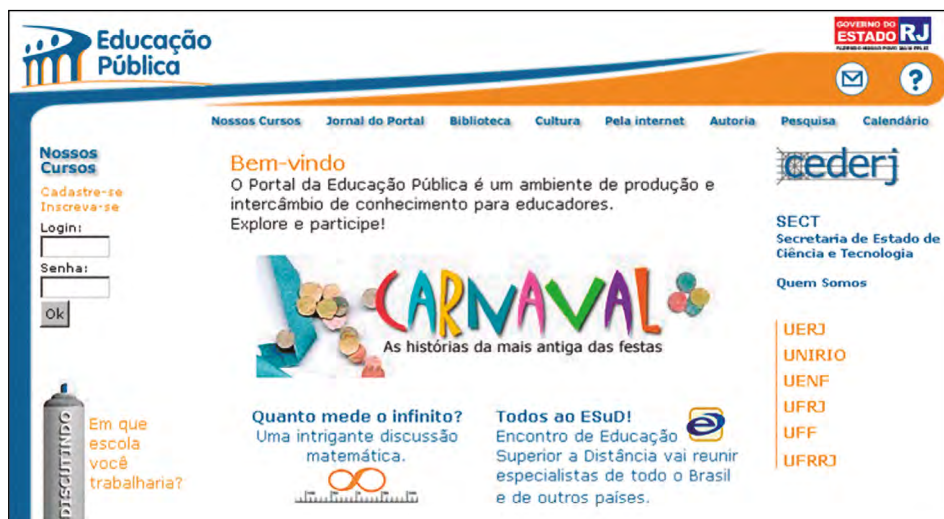 Educação
Pública
GOVERNO DO
ESTADO RJ
?
Nossos Cursos Jornal do Portal Biblioteca Cultura Pela internet Autoria Pesquisa Calendário
Nossos
Cursos
Cadastre-se
Inscreva-se
Login:
Senha:
Ok
DISCUTINDO
Em que
escola
você
trabalharia?
Bem-vindo
O Portal da Educação Pública é um ambiente de produção e
intercâmbio de conhecimento para educadores.
Explore e participe!
CARNAVAL
As histórias da mais antiga das festas
Quanto mede o infinito?
Uma intrigante discussão
matemática.
Todos ao ESuD!
Encontro de Educação
Superior a Distância vai reunir
especialistas de todo o Brasil
e de outros países.
cederj
SECT
Secretaria de Estado de
Ciência e Tecnologia
Quem Somos
UERJ
UNIRIO
UENF
UFRJ
UFF
UFRRJ